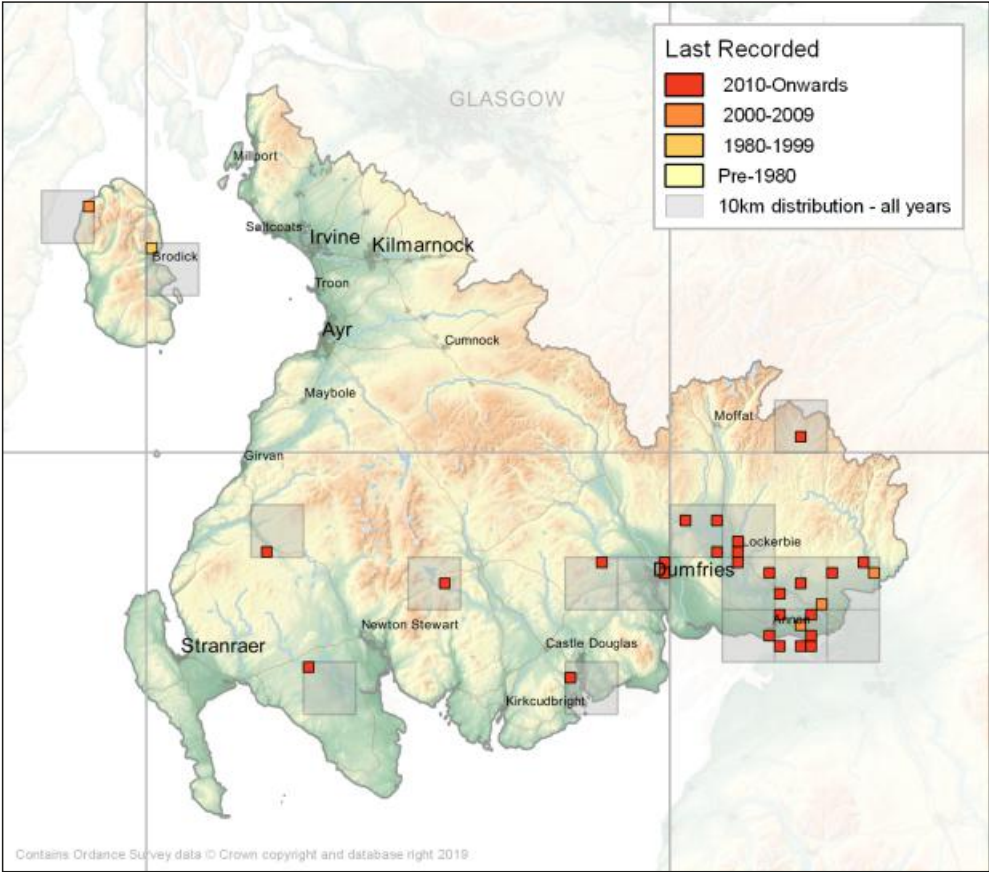 GLASGOW
Last Recorded
2010-Onwards
2000-2009
1980-1999
Pre-1980
10km distribution - all years
Millport
Saltcoats
Irvine
Kilmarnock
Brodick
Troon
Ayr
Cumnock
Maybole
Moffat
Girvan
Lockerbie
Dumfries
Annan
Newton Stewart
Stranraer
Castle Douglas
Kirkcudbright
Contains Ordance Survey data © Crown copyright and database right 2019